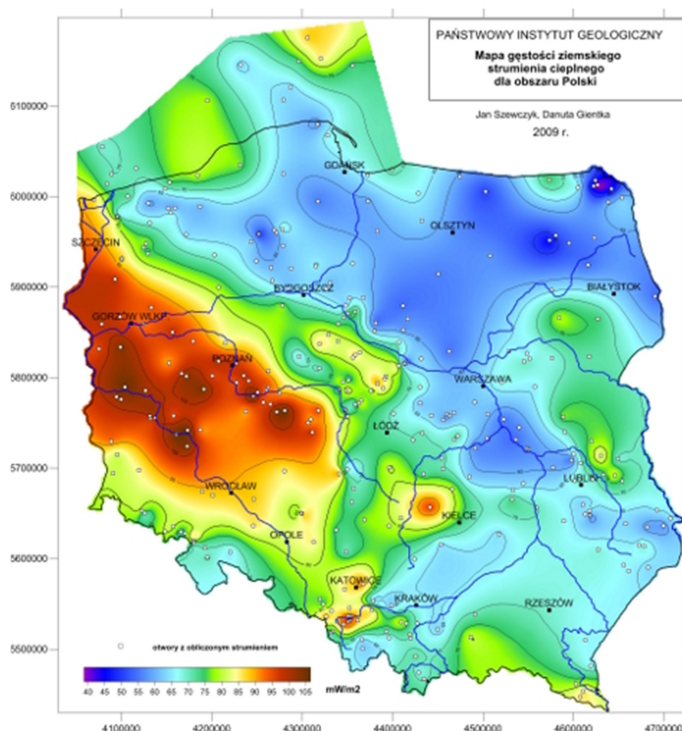 PAŃSTWOWY INSTYTUT GEOLOGICZNY
Mapa gęstości ziemskiego
strumienia cieplnego
dla obszaru Polski
Jan Szewczyk, Danuta Gientka
2009 r.
6100000
6000000
5900000
5800000
5700000
5600000
5500000
GDAŃSK
OLSZTYN
SZCZECIN
BYDGOSZCZ
BIAŁYSTOK
GORZÓW WLKP
POZNAŃ
WARSZAWA
ŁÓDŹ
WROCŁAW
LUBLIN
KIELCE
OPOLE
KATOWICE
KRAKÓW
RZESZÓW
otwory z obliczonym strumieniem
40 45 50 55 60 65 70 75 80 85 90 95 100 105
mW/m2
4100000 4200000 4300000 4400000 4500000 4600000 4700000